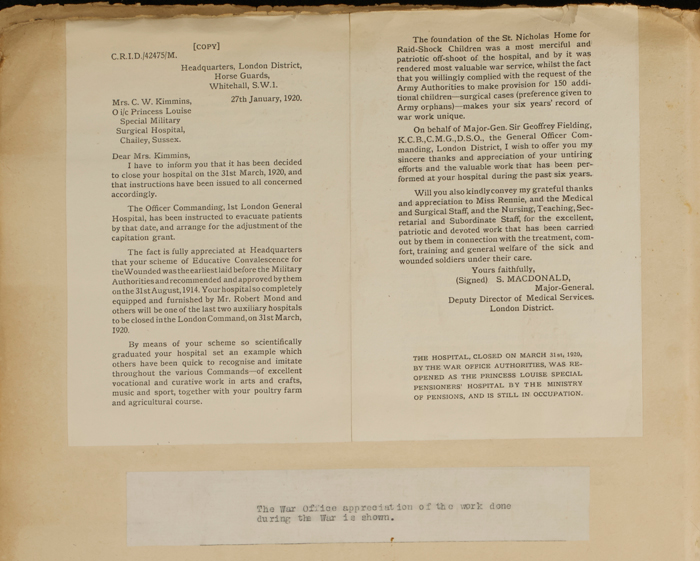 [COPY]
C.R.I.D./42475/M.
Headquarters, London District,
Horse Guards,
Whitehall, S.W.1.
Mrs. C. W. Kimmins,
27th January, 1920.
O i/c Princess Louise
Special Military
Surgical Hospital,
Chailey, Sussex.
Dear Mrs. Kimmins,
I have to inform you that it has been decided
to close your hospital on the 31st March, 1920, and
that instructions have been issued to all concerned
accordingly.
The Officer Commanding, 1st London General
Hospital, has been instructed to evacuate patients
by that date, and arrange for the adjustment of the
capitation grant.
The fact is fully appreciated at Headquarters
that your scheme of Educative Convalescence for
the Wounded was the earliest laid before the Military
Authorities and recommended and approved by them
on the 31st August, 1914. Your hospital so completely
equipped and furnished by Mr. Robert Mond and
others will be one of the last two auxiliary hospitals
to be closed in the London Command, on 31st March,
1920.
By means of your scheme so scientifically
graduated your hospital set an example which
others have been quick to recognise and imitate
throughout the various Commands—of excellent
vocational and curative work in arts and crafts,
music and sport, together with your poultry farm
and agricultural course.
The foundation of the St. Nicholas Home for
Raid-Shock Children was a most merciful and
patriotic off-shoot of the hospital, and by it was
rendered most valuable war service, whilst the fact
that you willingly complied with the request of the
Army Authorities to make provision for 150 addi-
tional children—surgical cases (preference given to
Army orphans)—makes your six years' record of
war work unique.
On behalf of Major-Gen. Sir Geoffrey Fielding,
K.C.B.,C.M.G.,D.S.O., the General Officer Com-
manding, London District, I wish to offer you my
sincere thanks and appreciation of your untiring
efforts and the valuable work that has been per-
formed at your hospital during the past six years.
Will you also kindly convey my grateful thanks
and appreciation to Miss Rennie, and the Medical
and Surgical Staff, and the Nursing, Teaching, Sec-
retarial and Subordinate Staff, for the excellent,
patriotic and devoted work that has been carried
out by them in connection with the treatment, com-
fort, training and general welfare of the sick and
wounded soldiers under their care.
Yours faithfully,
(Signed) S. MACDONALD,
Major-General.
Deputy Director of Medical Services.
London District.
THE HOSPITAL, CLOSED ON MARCH 31st, 1920,
BY THE WAR OFFICE AUTHORITIES, WAS RE-
OPENED AS THE PRINCESS LOUISE SPECIAL
PENSIONERS' HOSPITAL BY THE MINISTRY
OF PENSIONS, AND IS STILL IN OCCUPATION.
The War Office appreciation of the work done
during the War is shown.